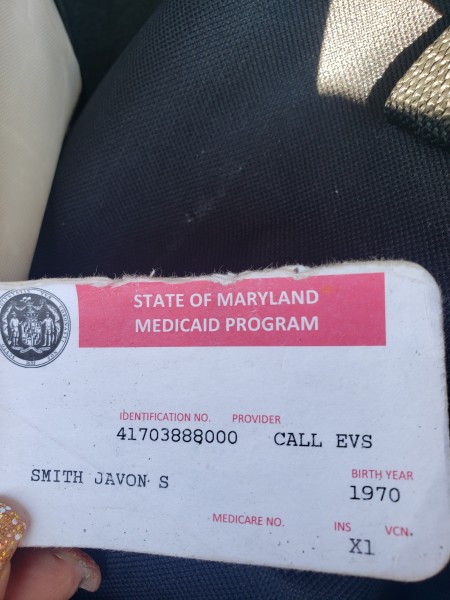 STATE OF MARYLAND
MEDICAID PROGRAM
IDENTIFICATION NO. PROVIDER
41703888000 CALL EVS
SMITH JAVON S
BIRTH YEAR
1970
MEDICARE NO. INS VCN.
X1